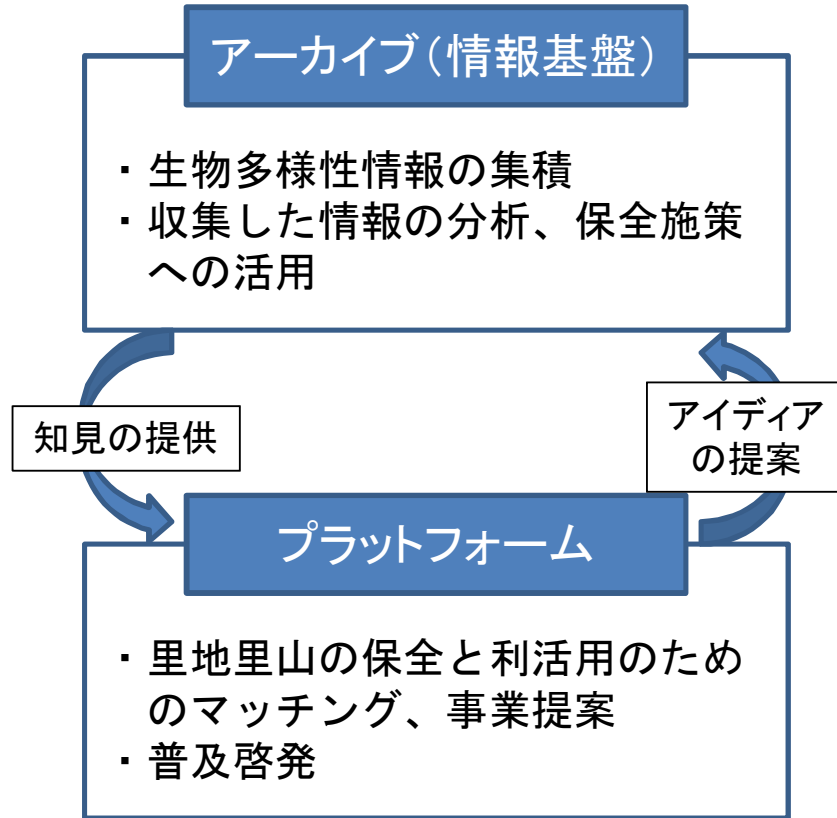 アーカイブ（情報基盤）
・生物多様性情報の集積
・収集した情報の分析、保全施策
への活用
知見の提供
アイディア
の提案
プラットフォーム
・里地里山の保全と利活用のため
のマッチング、事業提案
・普及啓発